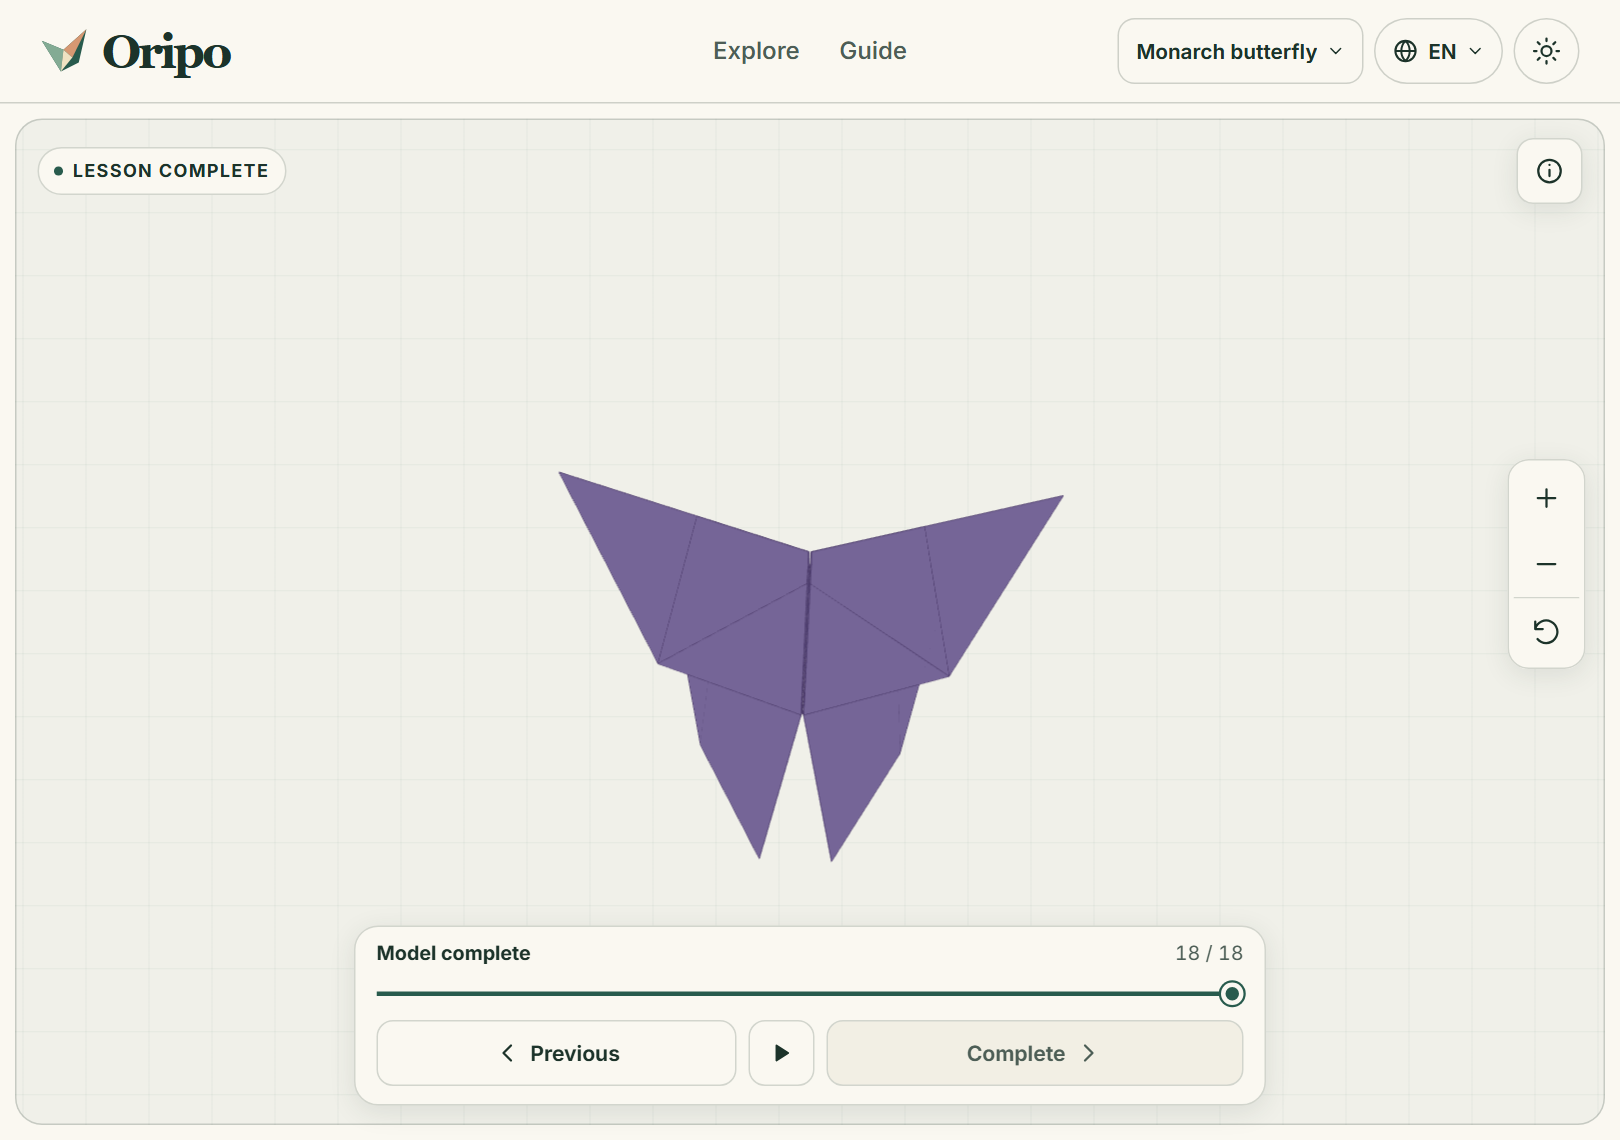 Oripo
Explore
Guide
Monarch butterfly
EN
LESSON COMPLETE
Model complete
18 / 18
Previous
Complete